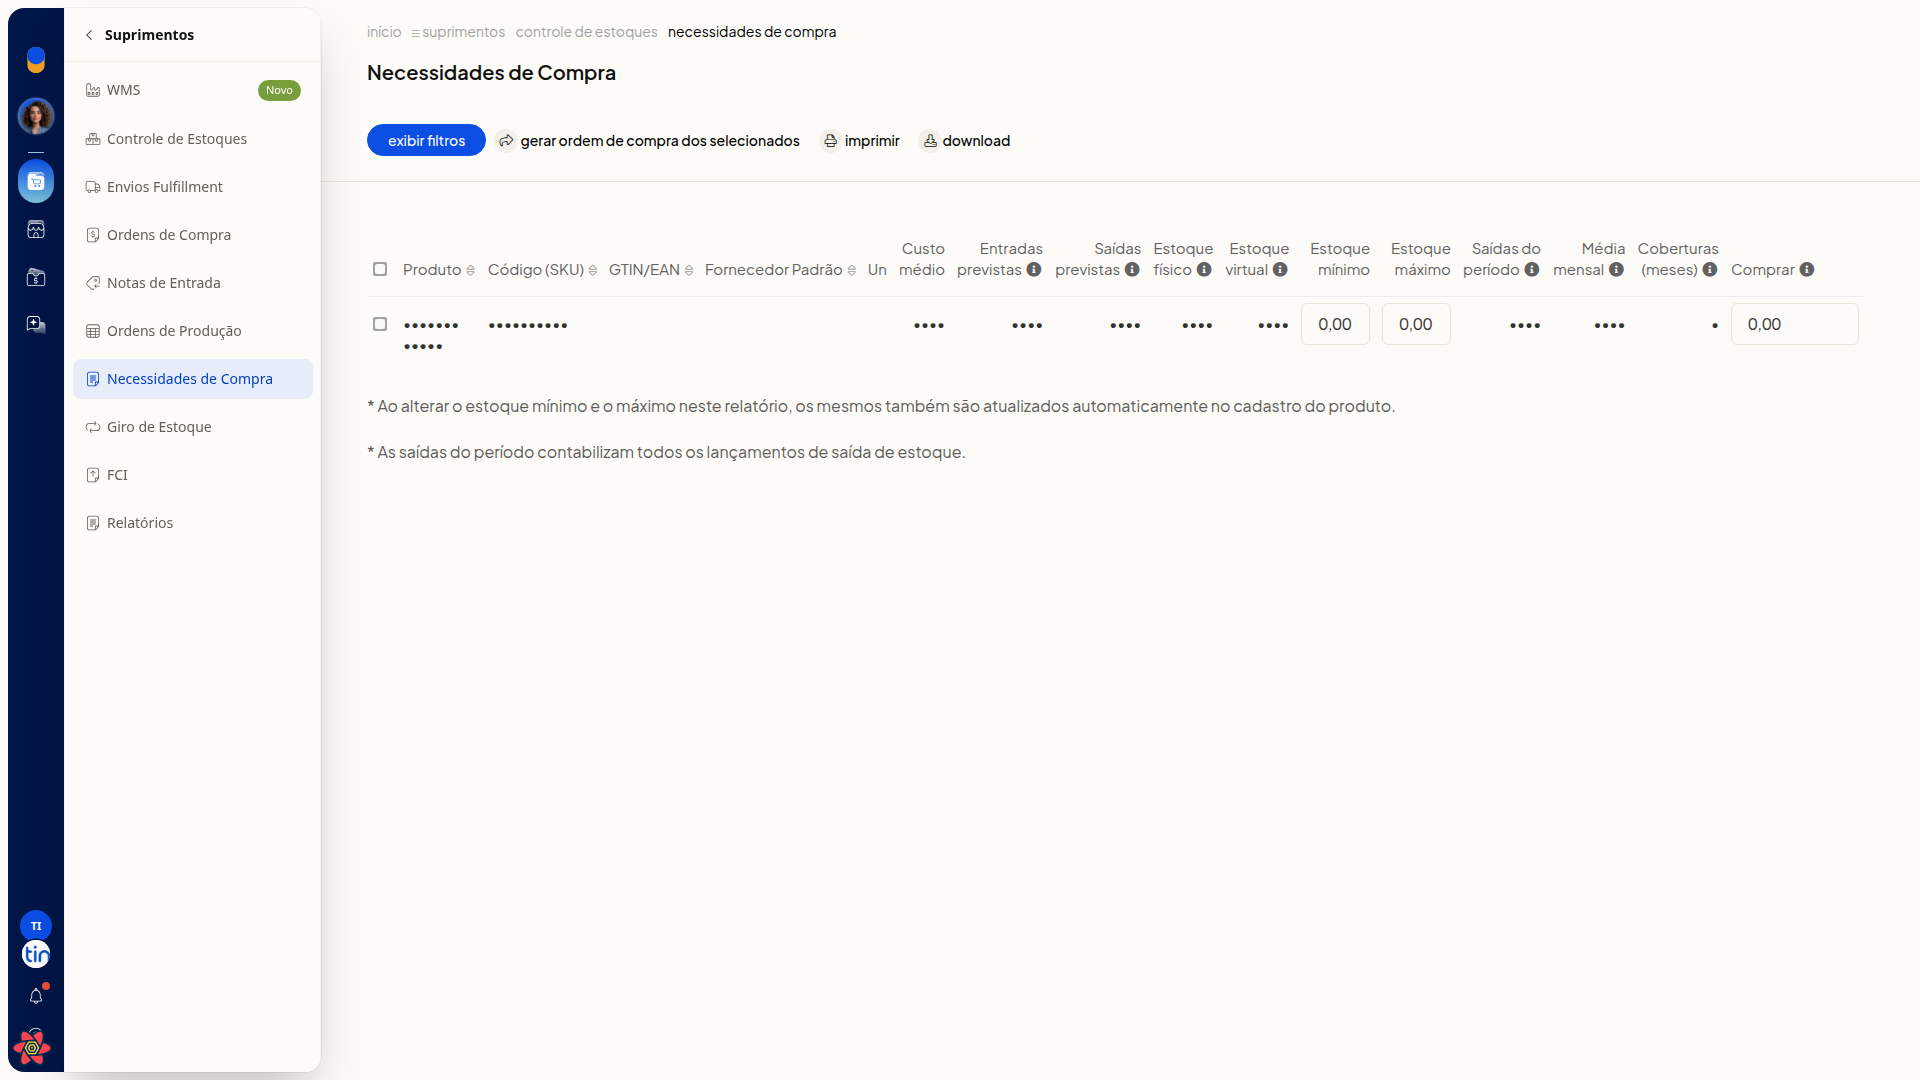 Suprimentos
WMS
Novo
Controle de Estoques
Envios Fulfillment
Ordens de Compra
Notas de Entrada
Ordens de Produção
Necessidades de Compra
Giro de Estoque
FCI
Relatórios
TI
tin
início suprimentos controle de estoques necessidades de compra
Necessidades de Compra
exibir filtros gerar ordem de compra dos selecionados imprimir download
Produto Código (SKU) GTIN/EAN Fornecedor Padrão Un Custo médio Entradas previstas Saídas previstas Estoque físico Estoque virtual Estoque mínimo Estoque máximo Saídas do período Média mensal Coberturas (meses) Comprar
••••••• •••••••••• •••• •••• •••• •••• •••• 0,00 0,00 •••• •••• • 0,00
•••••
* Ao alterar o estoque mínimo e o máximo neste relatório, os mesmos também são atualizados automaticamente no cadastro do produto.
* As saídas do período contabilizam todos os lançamentos de saída de estoque.